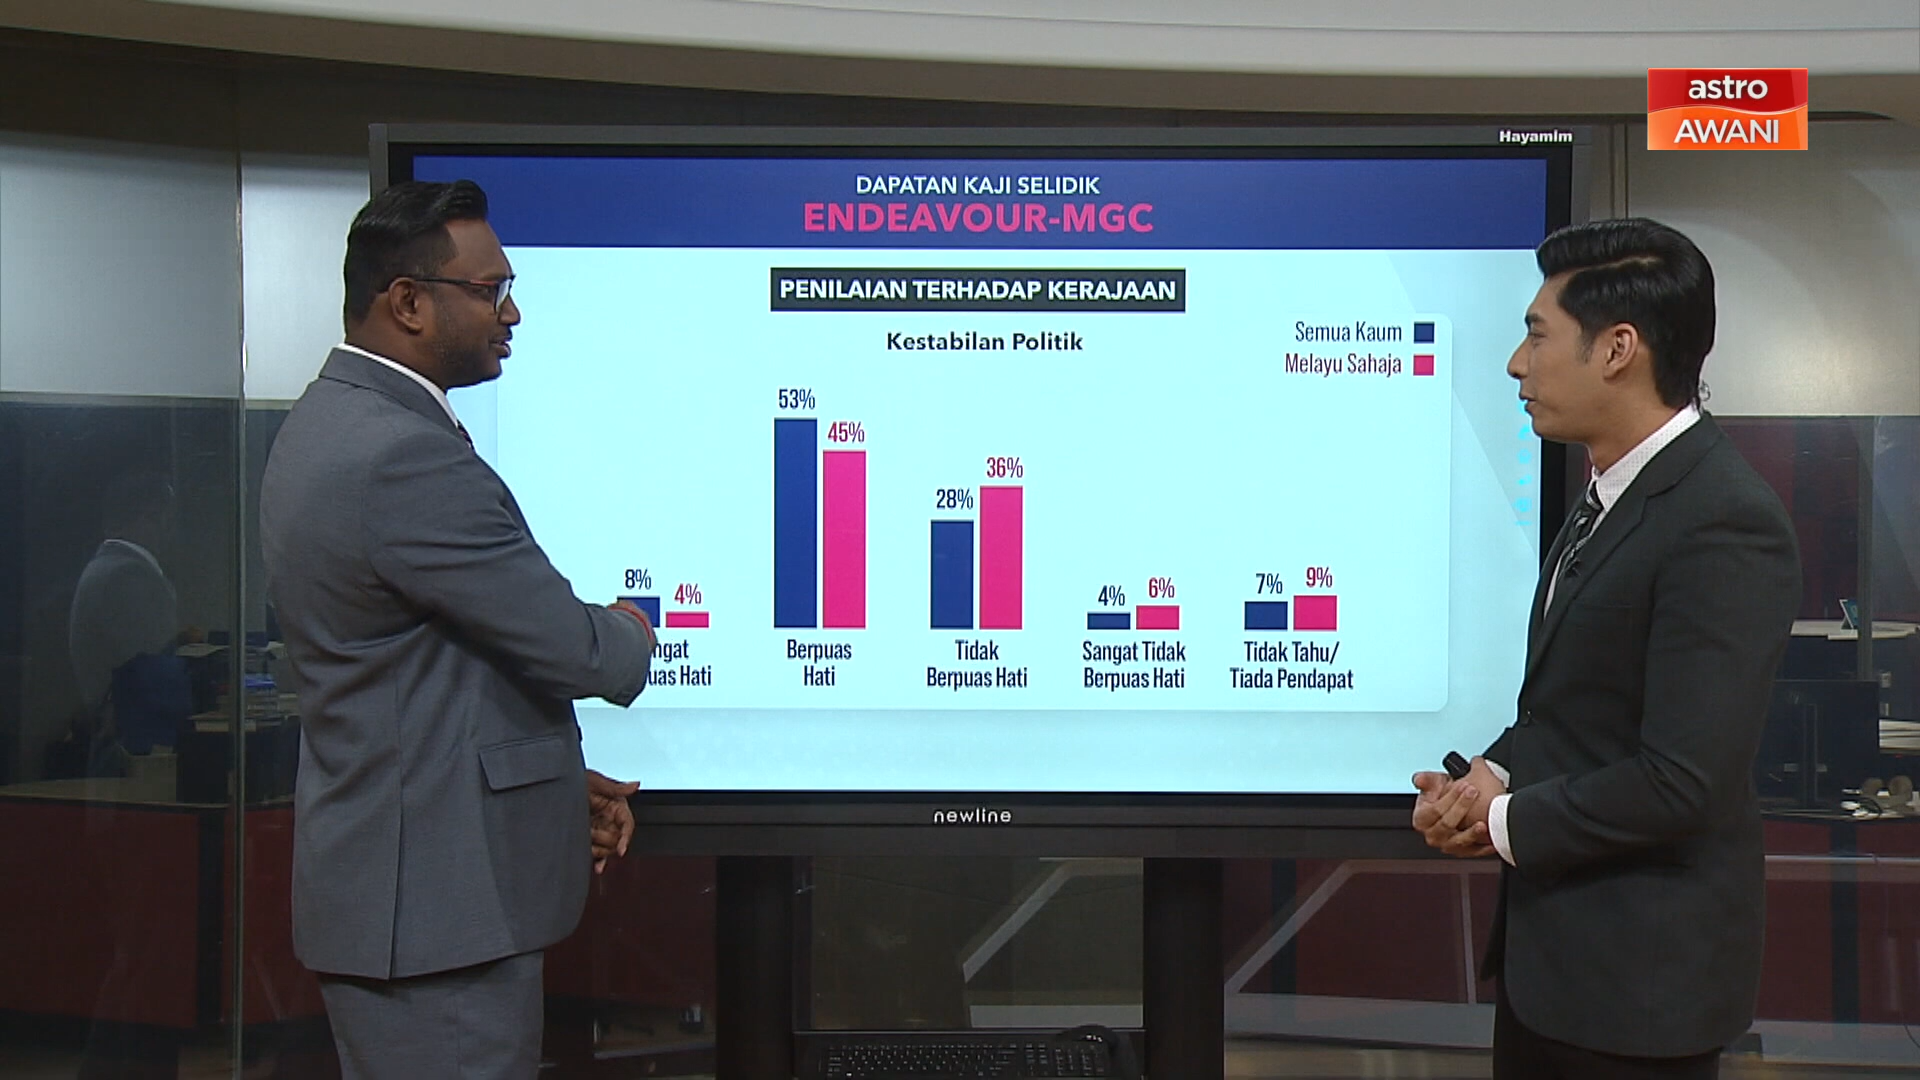 astro
AWANI
Hayamim
DAPATAN KAJI SELIDIK
ENDEAVOUR-MGC
PENILAIAN TERHADAP KERAJAAN
Kestabilan Politik
Semua Kaum
Melayu Sahaja
53%
45%
36%
28%
8%
4%
4%
6%
7%
9%
Berpuas
Hati
Hati
Tidak
Berpuas Hati
Sangat Tidak
Berpuas Hati
Tidak Tahu/
Tiada Pendapat
newline